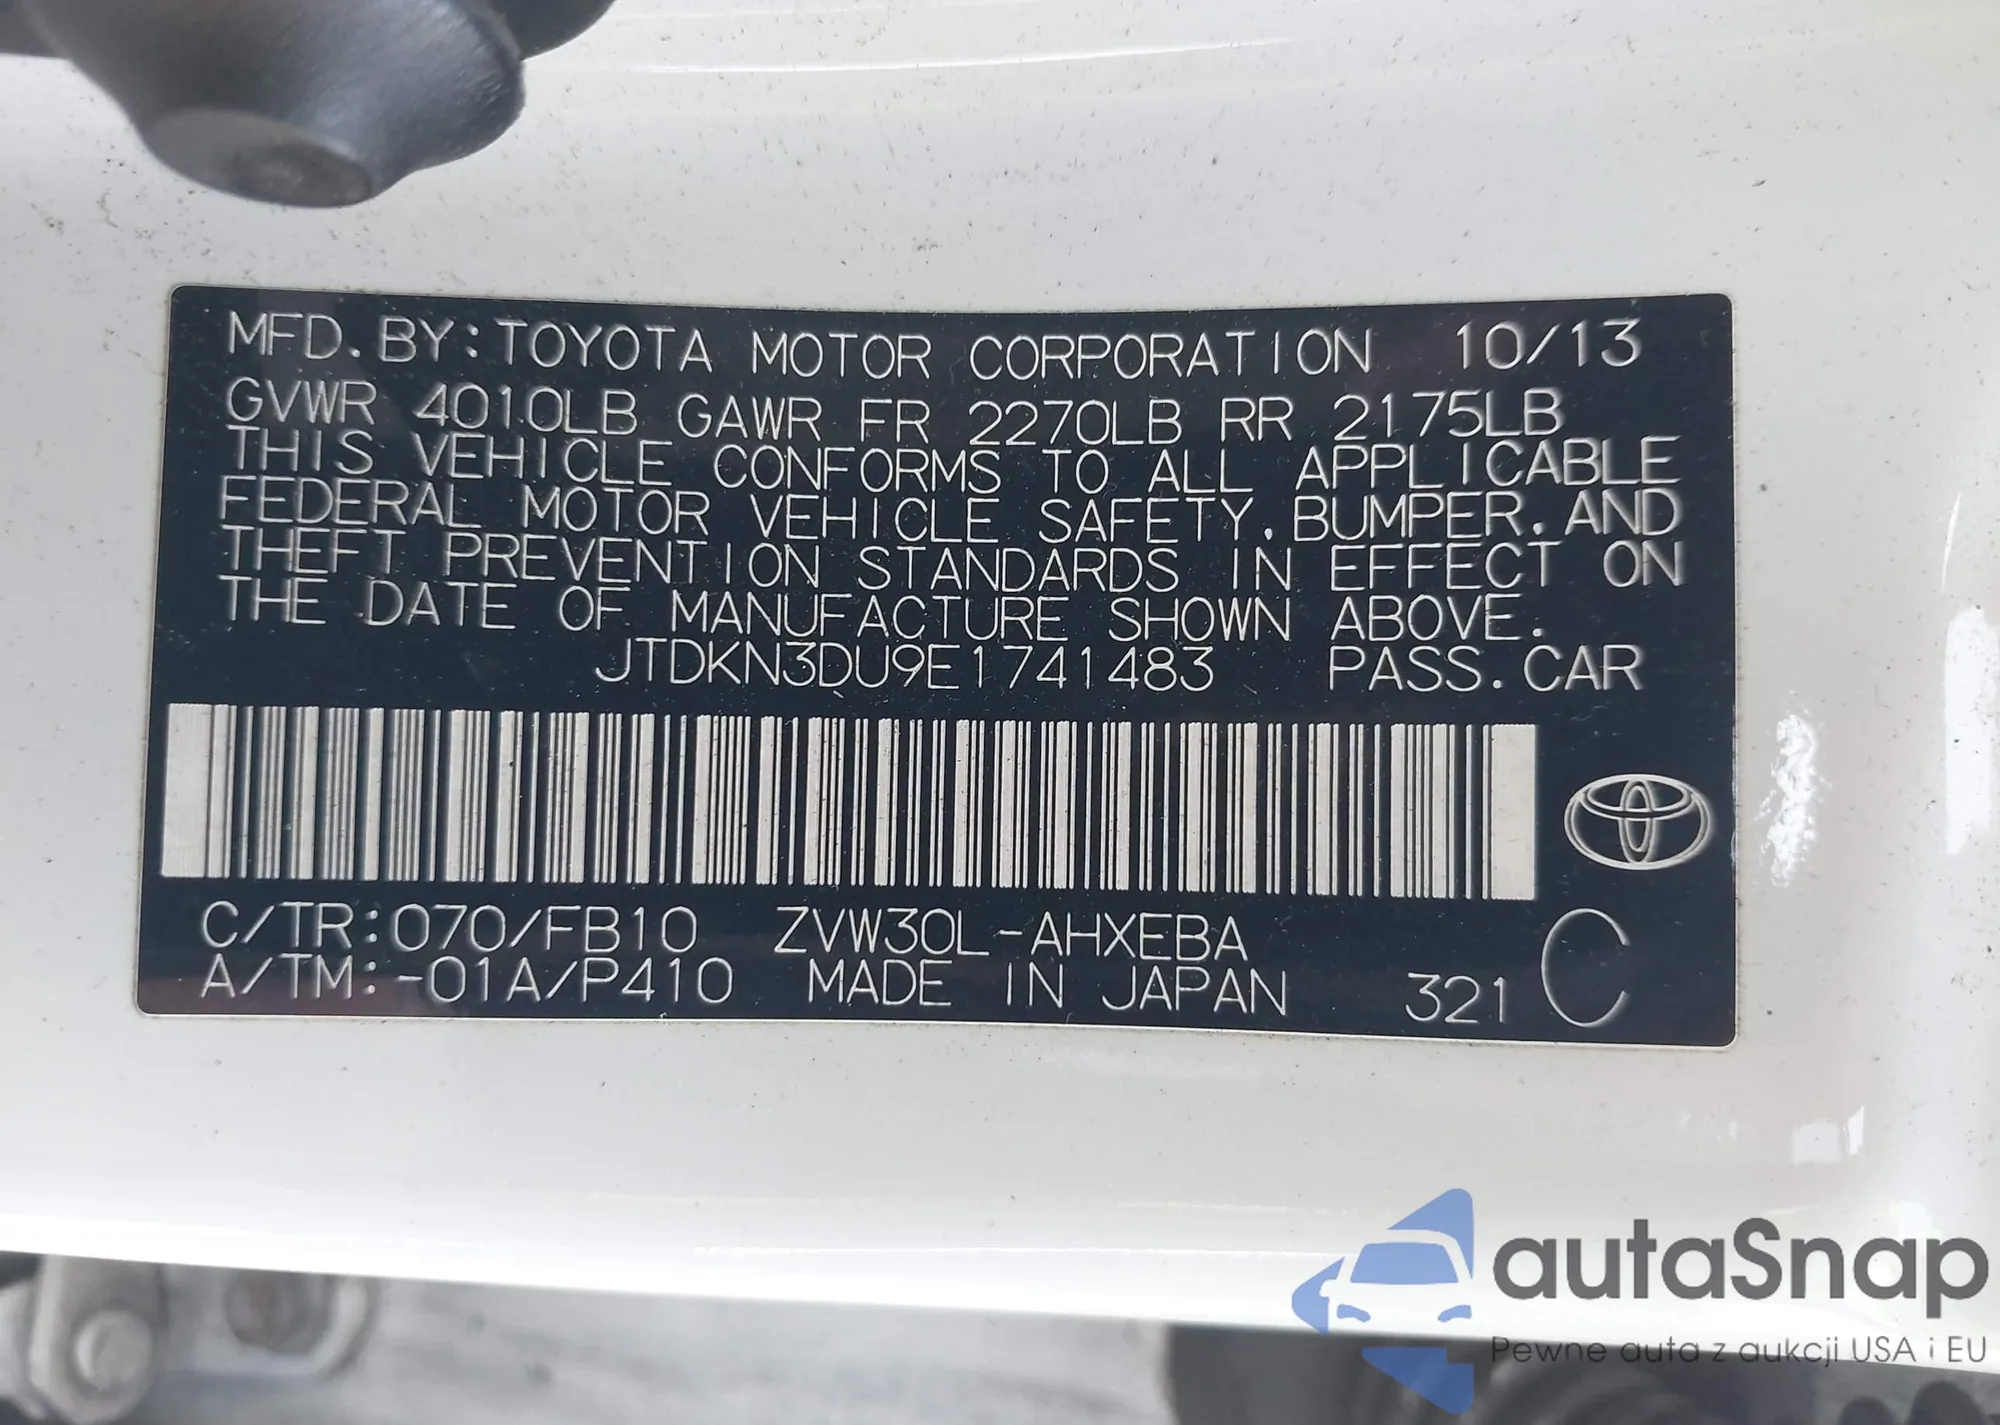 MFD. BY: TOYOTA MOTOR CORPORATION 10/13
GVWR 4010LB GAWR FR 2270LB RR 2175LB
THIS VEHICLE CONFORMS TO ALL APPLICABLE
FEDERAL MOTOR VEHICLE SAFETY. BUMPER. AND
THEFT PREVENTION STANDARDS IN EFFECT ON
THE DATE OF MANUFACTURE SHOWN ABOVE.
JTDKN3DU9E1741483 PASS. CAR
C/TR:070/FB10 ZVW30L-AHXEBA C
A/TM:-01A/P410 MADE IN JAPAN 321
autaSnap
Pewne auta z aukcji USA i EU